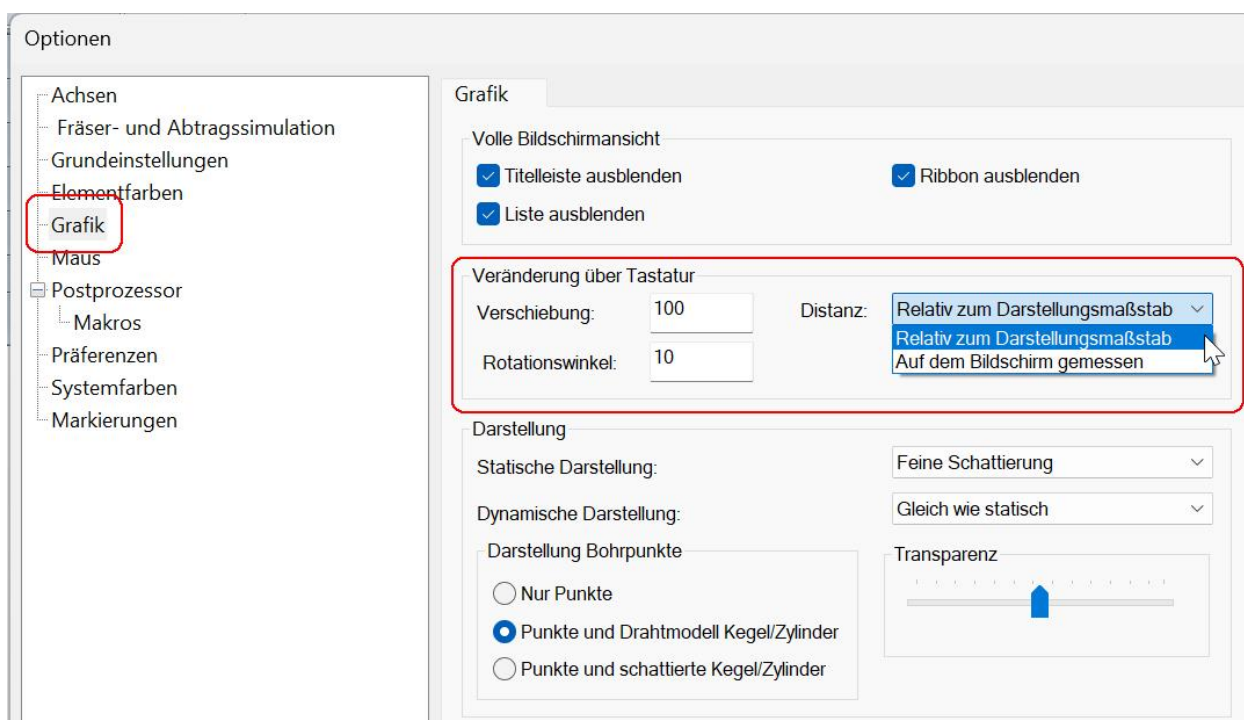 Optionen
Achsen
Fräser- und Abtragssimulation
Grundeinstellungen
Elementfarben
Grafik
Maus
Postprozessor
Makros
Präferenzen
Systemfarben
Markierungen
Grafik
Volle Bildschirmansicht
Titelleiste ausblenden
Ribbon ausblenden
Liste ausblenden
Veränderung über Tastatur
Verschiebung: 100 Distanz: Relativ zum Darstellungsmaßstab
Relativ zum Darstellungsmaßstab
Auf dem Bildschirm gemessen
Rotationswinkel: 10
Darstellung
Statische Darstellung: Feine Schattierung
Dynamische Darstellung: Gleich wie statisch
Darstellung Bohrpunkte
Nur Punkte
Punkte und Drahtmodell Kegel/Zylinder
Punkte und schattierte Kegel/Zylinder
Transparenz